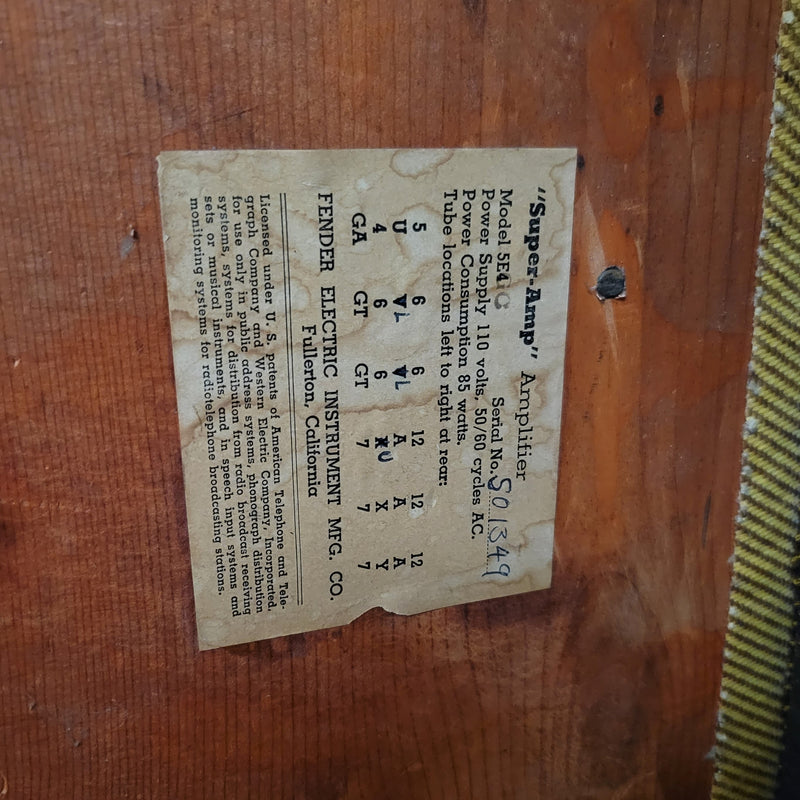 "Super-Amp" Amplifier
Model 5E4 Serial No. S01349
Power Supply 110 volts, 50/60 cycles AC.
Power Consumption 85 watts.
Tube locations left to right at rear:
5 6 6 12 12 12
U VL VL A A A
4 6 6 XU X Y
GA GT GT 7 7 7
FENDER ELECTRIC INSTRUMENT MFG. CO.
Fullerton, California
Licensed under U. S. patents of American Telephone and Tele-
graph Company and Western Electric Company, Incorporated,
for use only in public address systems, phonograph distribution
systems, systems for distribution from radio broadcast receiving
sets or musical instruments, and in speech input systems and
monitoring systems for radiotelephone broadcasting stations.